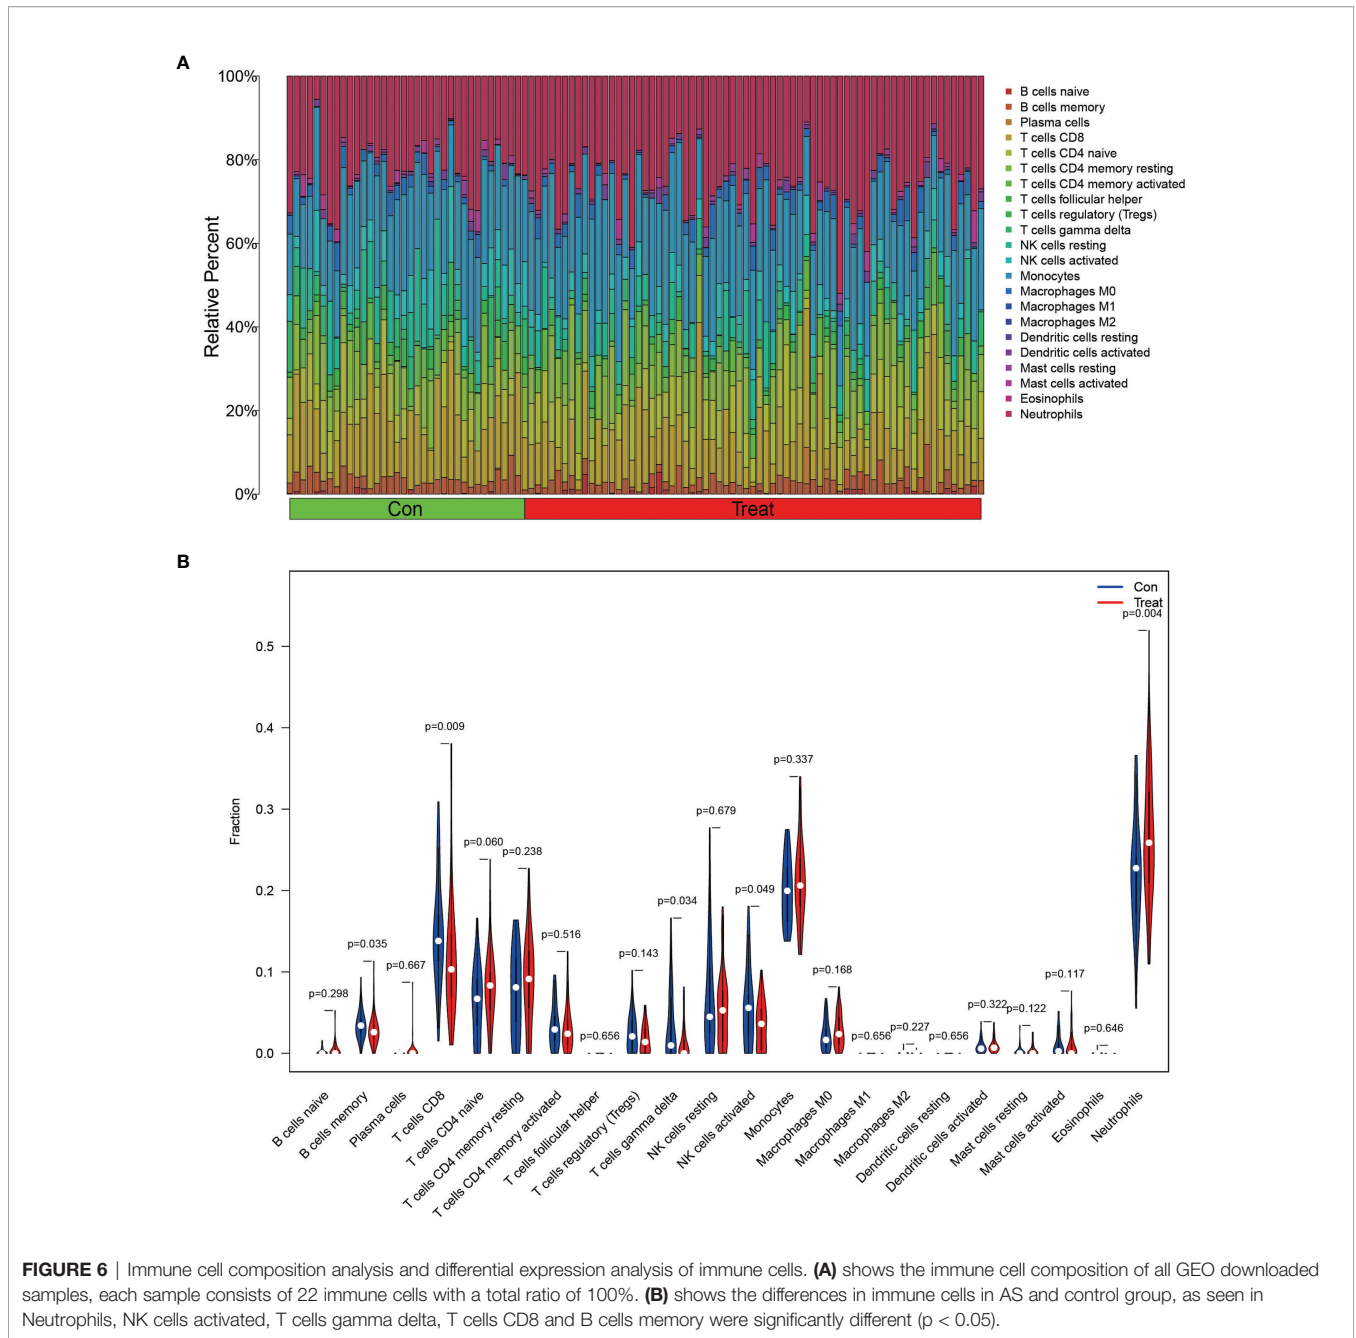 A
100%
80%
60%
40%
20%
0%
Relative Percent
Con
Treat
B cells naive
B cells memory
Plasma cells
T cells CD8
T cells CD4 naive
T cells CD4 memory resting
T cells CD4 memory activated
T cells follicular helper
T cells regulatory (Tregs)
T cells gamma delta
NK cells resting
NK cells activated
Monocytes
Macrophages M0
Macrophages M1
Macrophages M2
Dendritic cells resting
Dendritic cells activated
Mast cells resting
Mast cells activated
Eosinophils
Neutrophils
B
Con
Treat
0.5
0.4
0.3
0.2
0.1
0.0
Fraction
p=0.298
p=0.035
p=0.667
p=0.009
p=0.060
p=0.238
p=0.516
p=0.656
p=0.143
p=0.034
p=0.679
p=0.049
p=0.337
p=0.168
p=0.656
p=0.227
p=0.656
p=0.322
p=0.122
p=0.117
p=0.646
p=0.004
B cells naive
B cells memory
Plasma cells
T cells CD8
T cells CD4 naive
T cells CD4 memory resting
T cells CD4 memory activated
T cells follicular helper
T cells regulatory (Tregs)
T cells gamma delta
NK cells resting
NK cells activated
Monocytes
Macrophages M0
Macrophages M1
Macrophages M2
Dendritic cells resting
Dendritic cells activated
Mast cells resting
Mast cells activated
Eosinophils
Neutrophils
FIGURE 6 | Immune cell composition analysis and differential expression analysis of immune cells. (A) shows the immune cell composition of all GEO downloaded
samples, each sample consists of 22 immune cells with a total ratio of 100%. (B) shows the differences in immune cells in AS and control group, as seen in
Neutrophils, NK cells activated, T cells gamma delta, T cells CD8 and B cells memory were significantly different (p < 0.05).